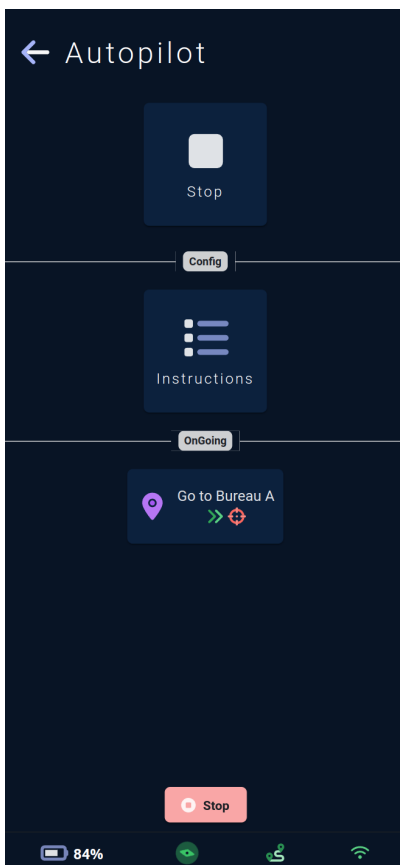 Autopilot
Stop
Config
Instructions
OnGoing
Go to Bureau A
Stop
84%